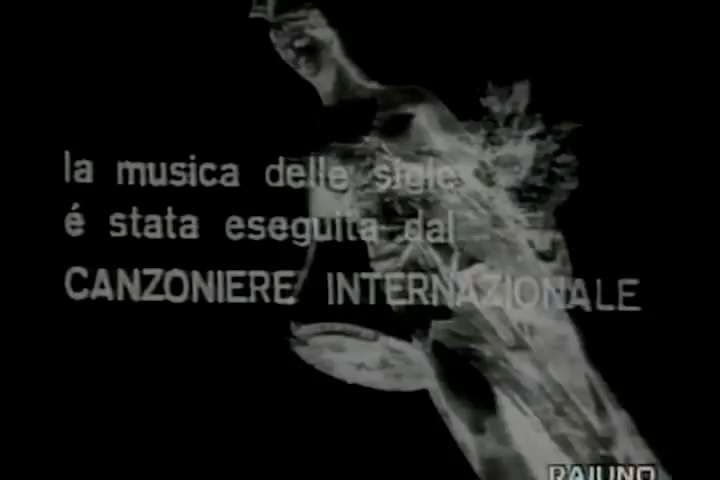 la musica delle sigle
é stata eseguita dal
CANZONIERE INTERNAZIONALE
RAIUNO